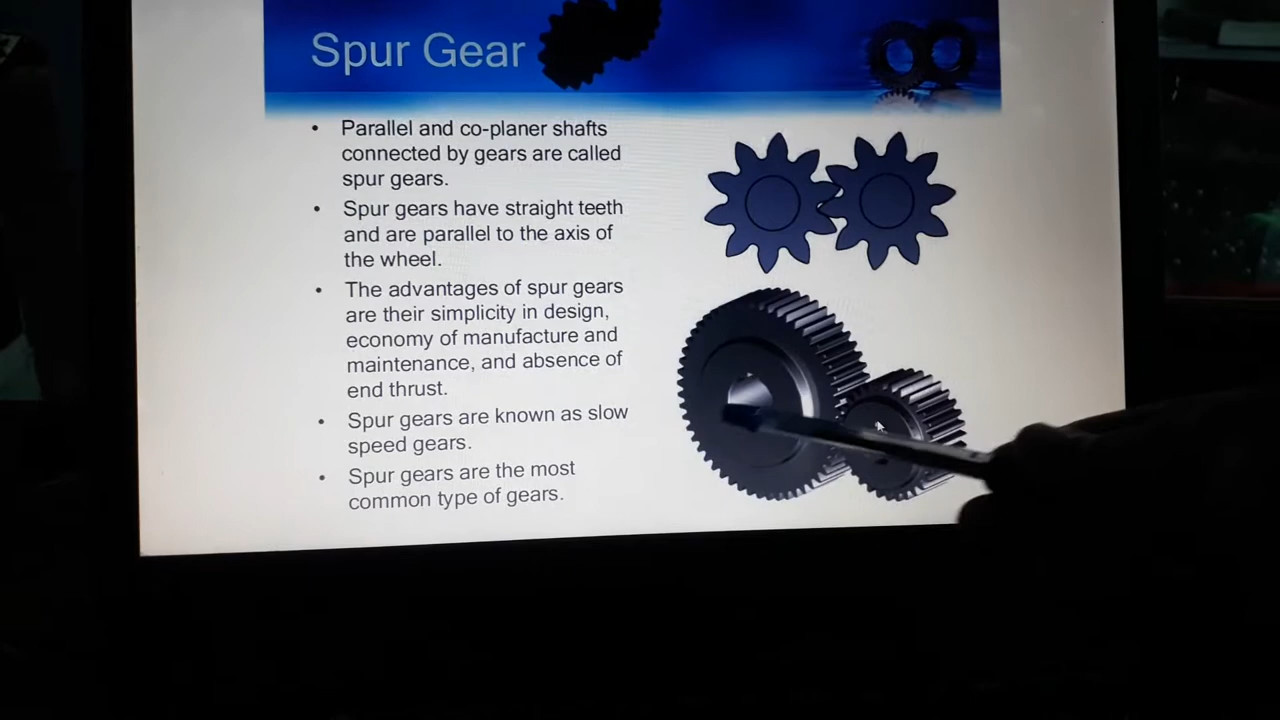 Spur Gear
• Parallel and co-planer shafts
connected by gears are called
spur gears.
• Spur gears have straight teeth
and are parallel to the axis of
the wheel.
• The advantages of spur gears
are their simplicity in design,
economy of manufacture and
maintenance, and absence of
end thrust.
• Spur gears are known as slow
speed gears.
• Spur gears are the most
common type of gears.